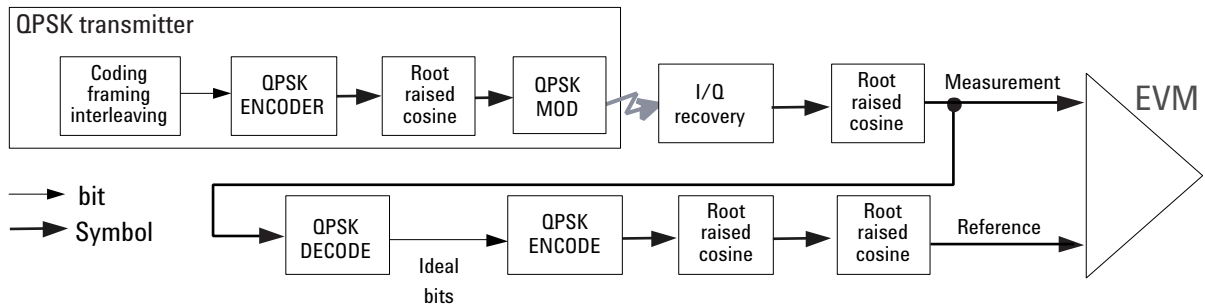 QPSK transmitter
Coding
framing
interleaving
QPSK
ENCODER
Root
raised
cosine
QPSK
MOD
I/Q
recovery
Root
raised
cosine
Measurement
EVM
bit
Symbol
QPSK
DECODE
Ideal
bits
QPSK
ENCODE
Root
raised
cosine
Root
raised
cosine
Reference